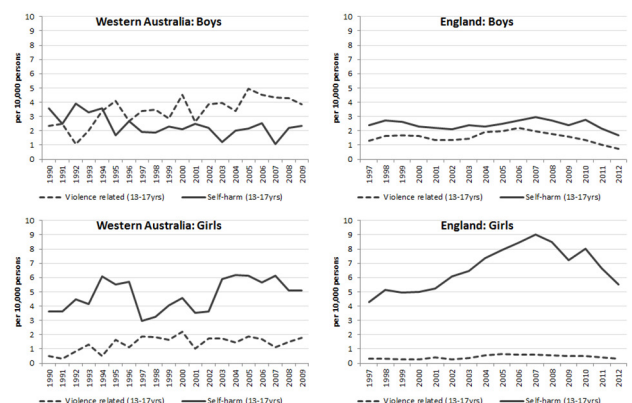 Western Australia: Boys
per 10,000 persons
10
9
8
7
6
5
4
3
2
1
0
1990 1991 1992 1993 1994 1995 1996 1997 1998 1999 2000 2001 2002 2003 2004 2005 2006 2007 2008 2009
Violence related (13-17yrs) Self-harm (13-17yrs)
England: Boys
per 10,000 persons
10
9
8
7
6
5
4
3
2
1
0
1997 1998 1999 2000 2001 2002 2003 2004 2005 2006 2007 2008 2009 2010 2011 2012
Violence related (13-17yrs) Self-harm (13-17yrs)
Western Australia: Girls
per 10,000 persons
10
9
8
7
6
5
4
3
2
1
0
1990 1991 1992 1993 1994 1995 1996 1997 1998 1999 2000 2001 2002 2003 2004 2005 2006 2007 2008 2009
Violence related (13-17yrs) Self-harm (13-17yrs)
England: Girls
per 10,000 persons
10
9
8
7
6
5
4
3
2
1
0
1997 1998 1999 2000 2001 2002 2003 2004 2005 2006 2007 2008 2009 2010 2011 2012
Violence related (13-17yrs) Self-harm (13-17yrs)